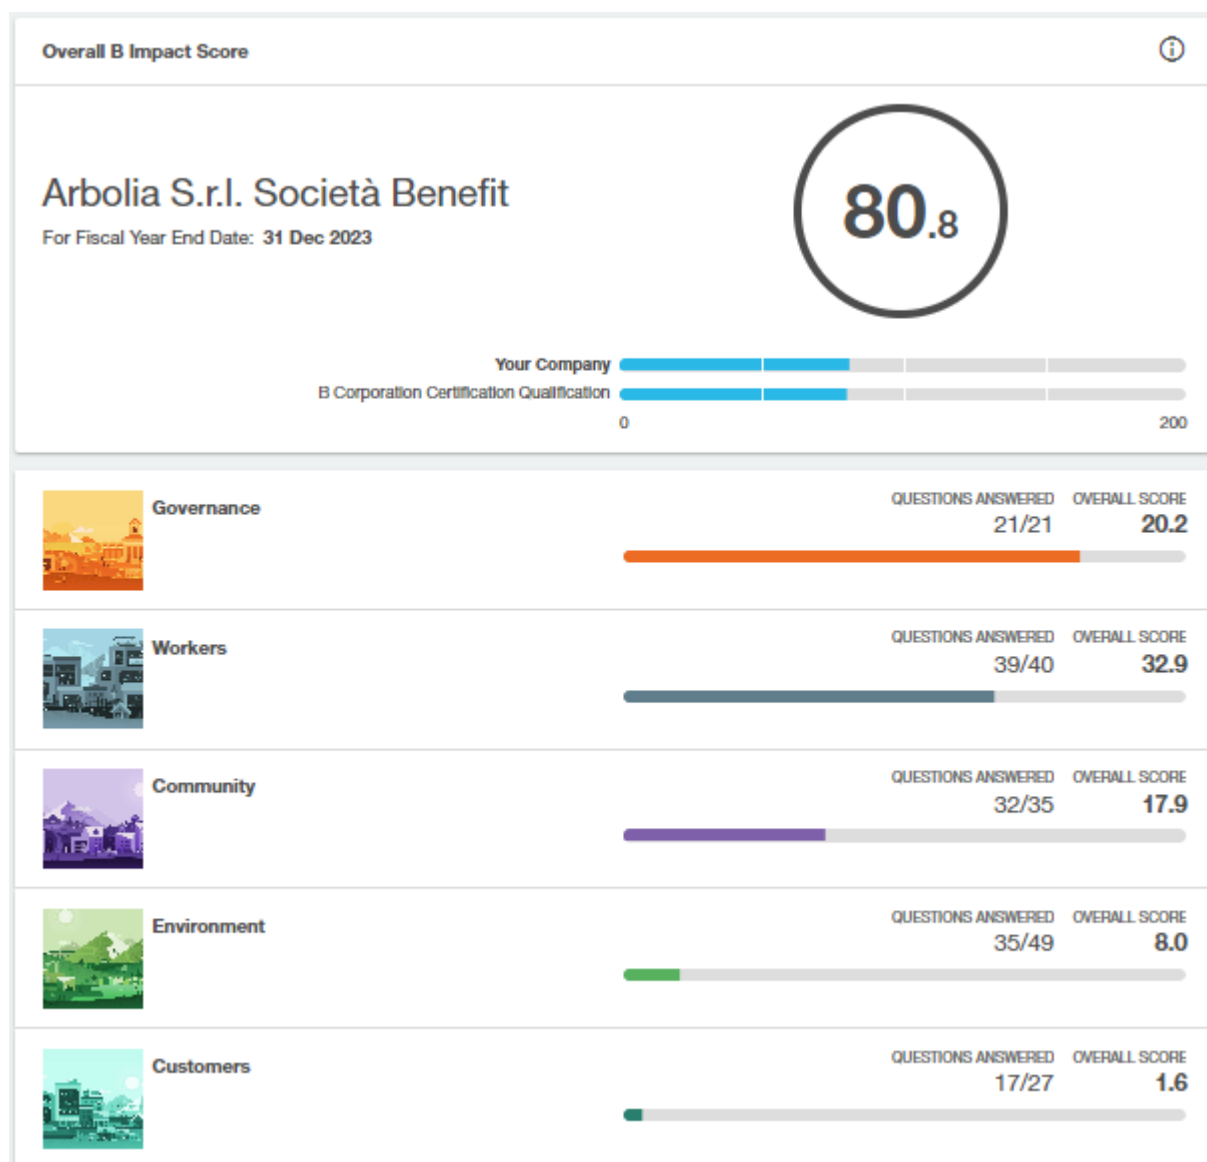 Overall B Impact Score
Arbolia S.r.l. Società Benefit
For Fiscal Year End Date: 31 Dec 2023
80.8
Your Company
B Corporation Certification Qualification
0 200
Governance
QUESTIONS ANSWERED OVERALL SCORE
21/21 20.2
Workers
QUESTIONS ANSWERED OVERALL SCORE
39/40 32.9
Community
QUESTIONS ANSWERED OVERALL SCORE
32/35 17.9
Environment
QUESTIONS ANSWERED OVERALL SCORE
35/49 8.0
Customers
QUESTIONS ANSWERED OVERALL SCORE
17/27 1.6